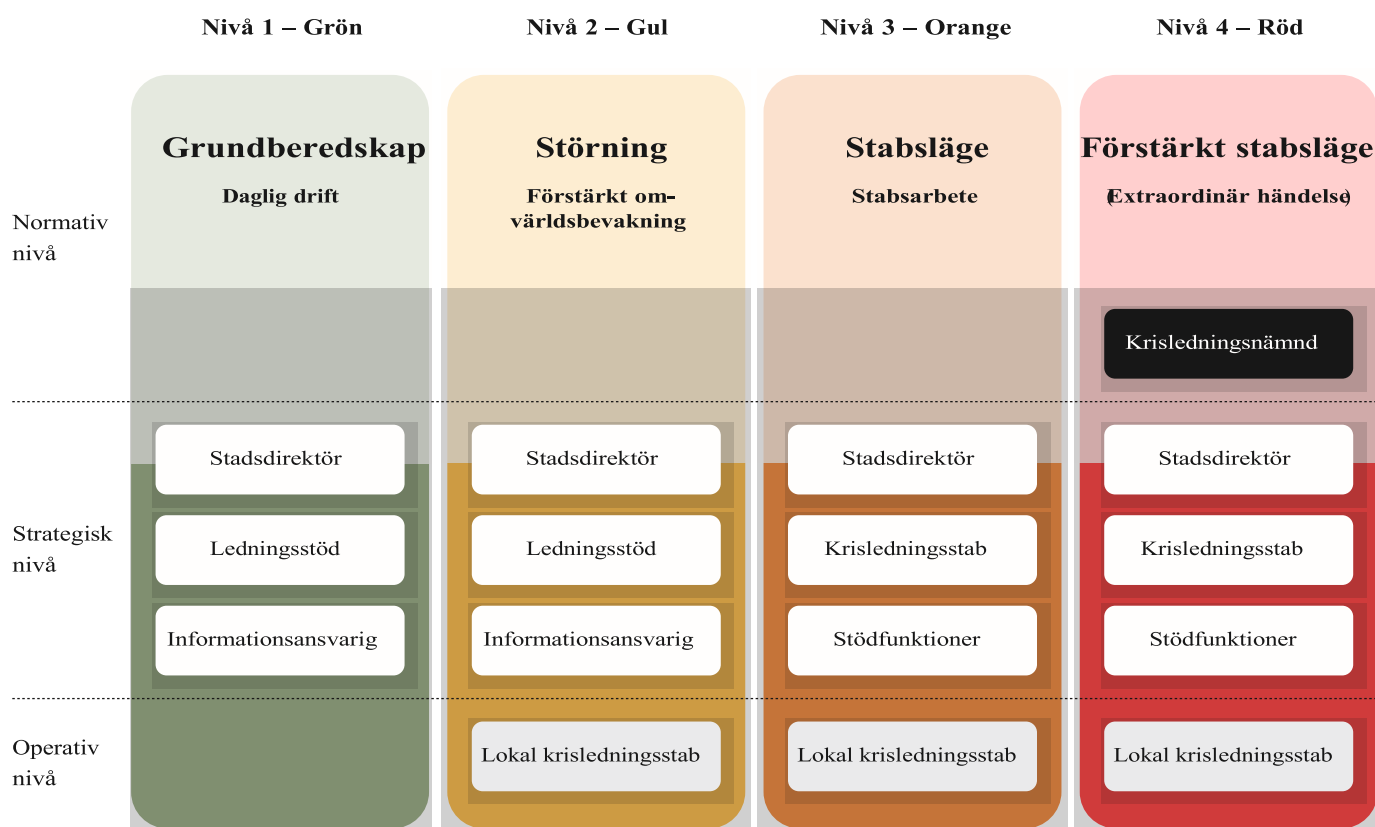 Nivå 1 – Grön
Nivå 2 – Gul
Nivå 3 – Orange
Nivå 4 – Röd
Grundberedskap
Daglig drift
Störning
Förstärkt om-
världsbevakning
Stabsläge
Stabsarbete
Förstärkt stabsläge
(Extraordinär händelse)
Normativ
nivå
Krisledningsnämnd
Strategisk
nivå
Stadsdirektör
Stadsdirektör
Stadsdirektör
Stadsdirektör
Ledningsstöd
Ledningsstöd
Krisledningsstab
Krisledningsstab
Informationsansvarig
Informationsansvarig
Stödfunktioner
Stödfunktioner
Operativ
nivå
Lokal krisledningsstab
Lokal krisledningsstab
Lokal krisledningsstab